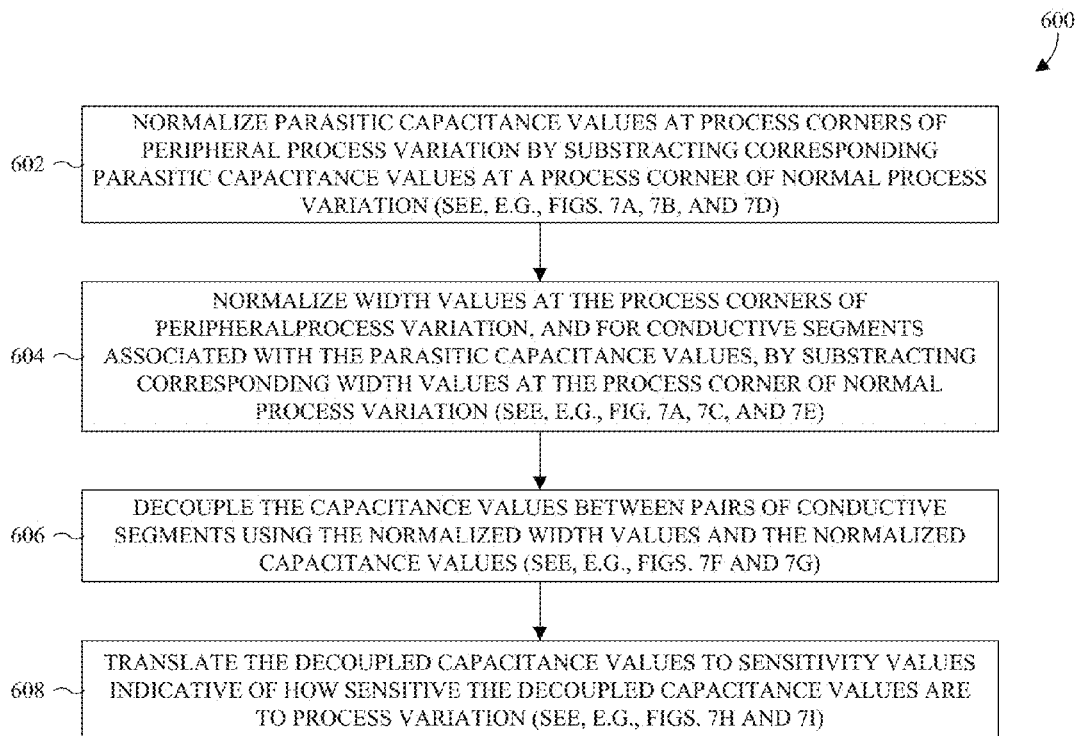 600
NORMALIZE PARASITIC CAPACITANCE VALUES AT PROCESS CORNERS
OF PERIPHERAL PROCESS VARIATION BY SUBSTRACTING CORRESPONDING
602
PARASITIC CAPACITANCE VALUES AT A PROCESS CORNER OF NORMAL PROCESS
VARIATION (SEE, E.G., FIGS. 7A, 7B, AND 7D)
NORMALIZE WIDTH VALUES AT THE PROCESS CORNERS OF
PERIPHERALPROCESS VARIATION, AND FOR CONDUCTIVE SEGMENTS
604
ASSOCIATED WITH THE PARASITIC CAPACITANCE VALUES, BY SUBSTRACTING
CORRESPONDING WIDTH VALUES AT THE PROCESS CORNER OF NORMAL
PROCESS VARIATION (SEE, E.G., FIG. 7A, 7C, AND 7E)
DECOUPLE THE CAPACITANCE VALUES BETWEEN PAIRS OF CONDUCTIVE
606
SEGMENTS USING THE NORMALIZED WIDTH VALUES AND THE NORMALIZED
CAPACITANCE VALUES (SEE, E.G., FIGS. 7F AND 7G)
608
TRANSLATE THE DECOUPLED CAPACITANCE VALUES TO SENSITIVITY VALUES
INDICATIVE OF HOW SENSITIVE THE DECOUPLED CAPACITANCE VALUES ARE
TO PROCESS VARIATION (SEE, E.G., FIGS. 7H AND 7I)